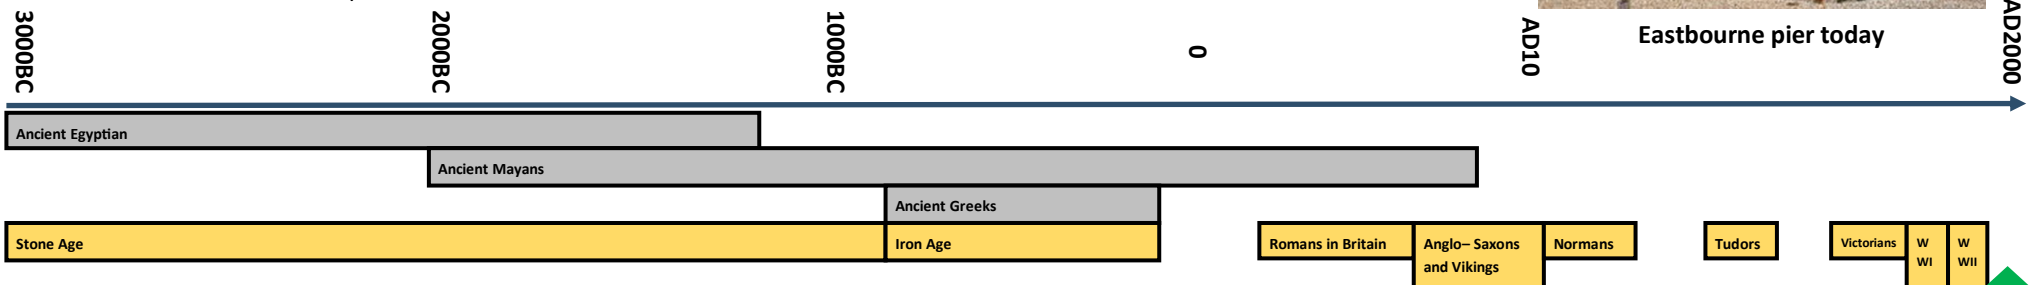 3000BC
2000BC
1000BC
0
AD10
Eastbourne pier today
AD2000
Ancient Egyptian
Ancient Mayans
Ancient Greeks
Stone Age
Iron Age
Romans in Britain
Anglo– Saxons
and Vikings
Normans
Tudors
Victorians
W
WI
W
WII